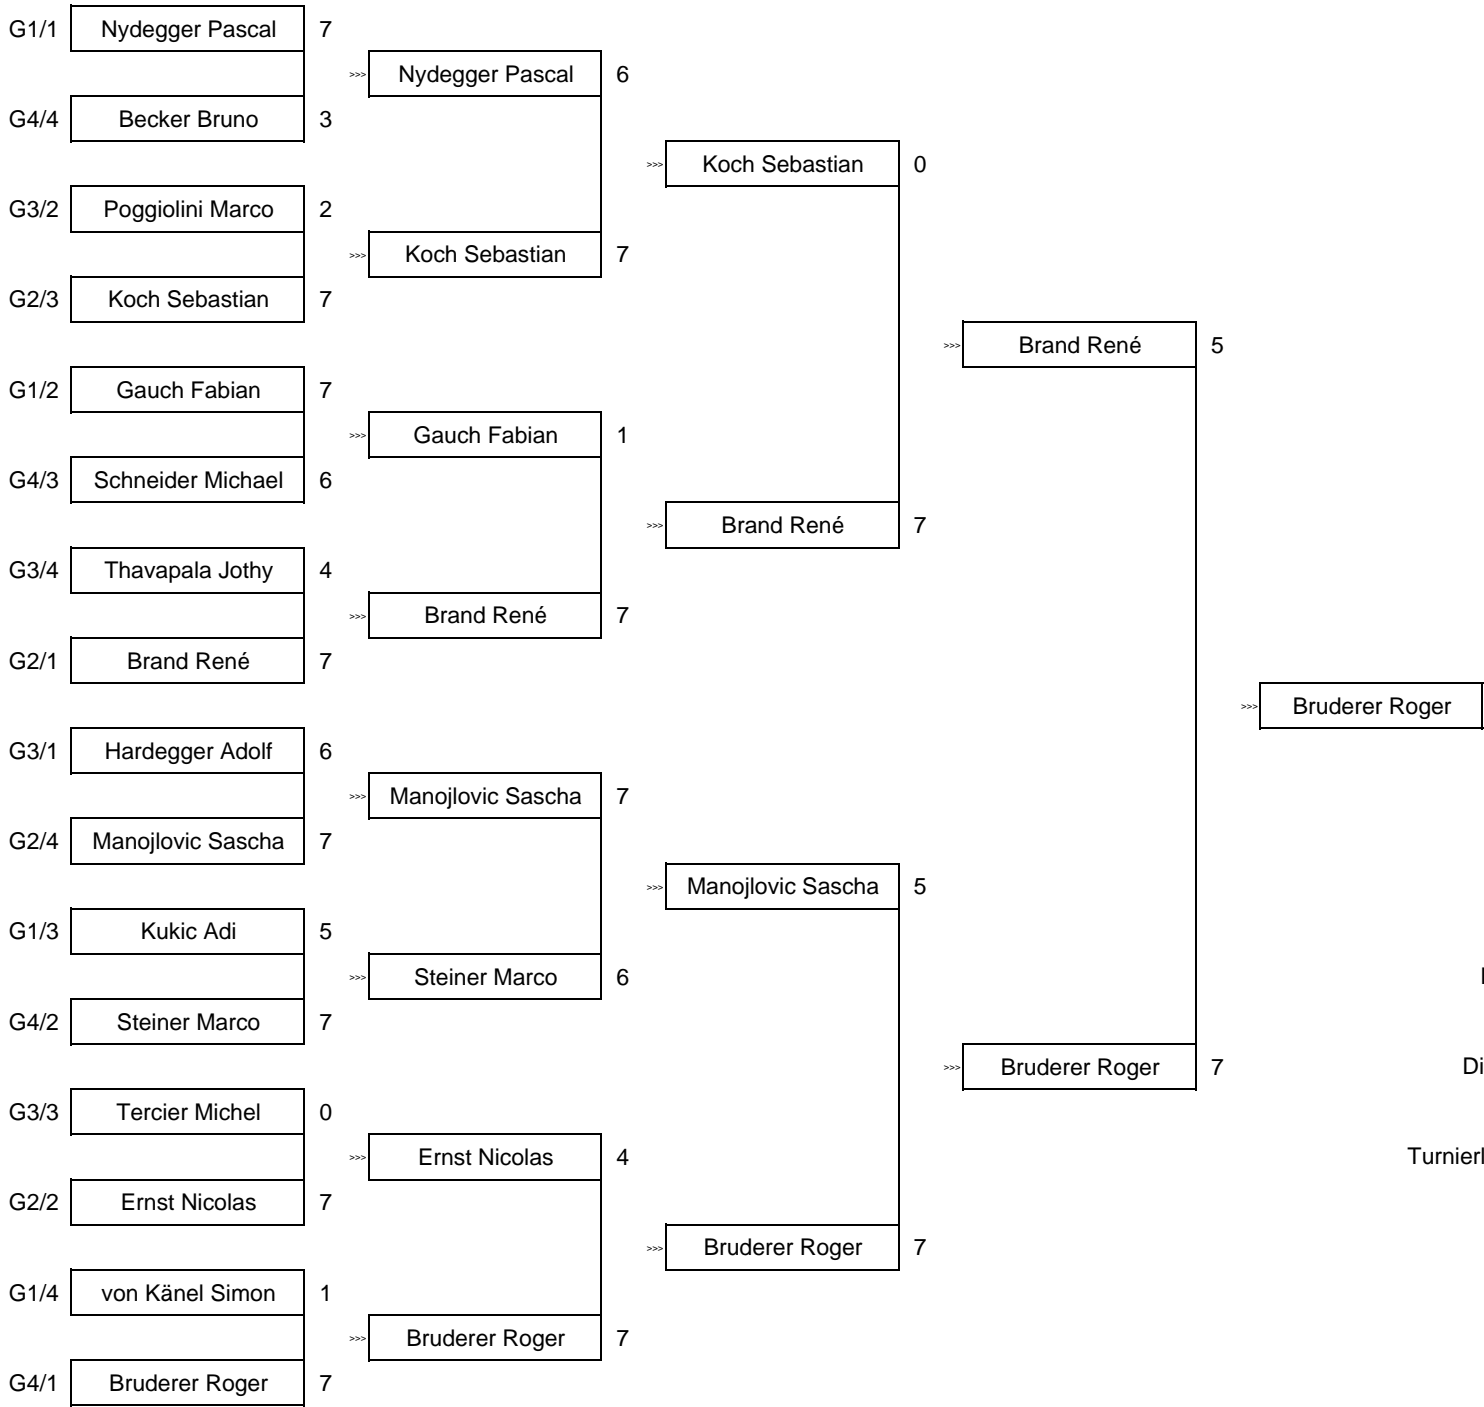 G1/1 Nydegger Pascal 7
>>> Nydegger Pascal 6
G4/4 Becker Bruno 3
>>> Koch Sebastian 0
G3/2 Poggiolini Marco 2
>>> Koch Sebastian 7
G2/3 Koch Sebastian 7
>>> Brand René 5
G1/2 Gauch Fabian 7
>>> Gauch Fabian 1
G4/3 Schneider Michael 6
>>> Brand René 7
G3/4 Thavapala Jothy 4
>>> Brand René 7
G2/1 Brand René 7
>>> Bruderer Roger
G3/1 Hardegger Adolf 6
>>> Manojlovic Sascha 7
G2/4 Manojlovic Sascha 7
>>> Manojlovic Sascha 5
G1/3 Kukic Adi 5
>>> Steiner Marco 6
G4/2 Steiner Marco 7
>>> Bruderer Roger 7 Di
G3/3 Tercier Michel 0
>>> Ernst Nicolas 4
G2/2 Ernst Nicolas 7
>>> Bruderer Roger 7
G1/4 von Känel Simon 1
>>> Bruderer Roger 7
G4/1 Bruderer Roger 7